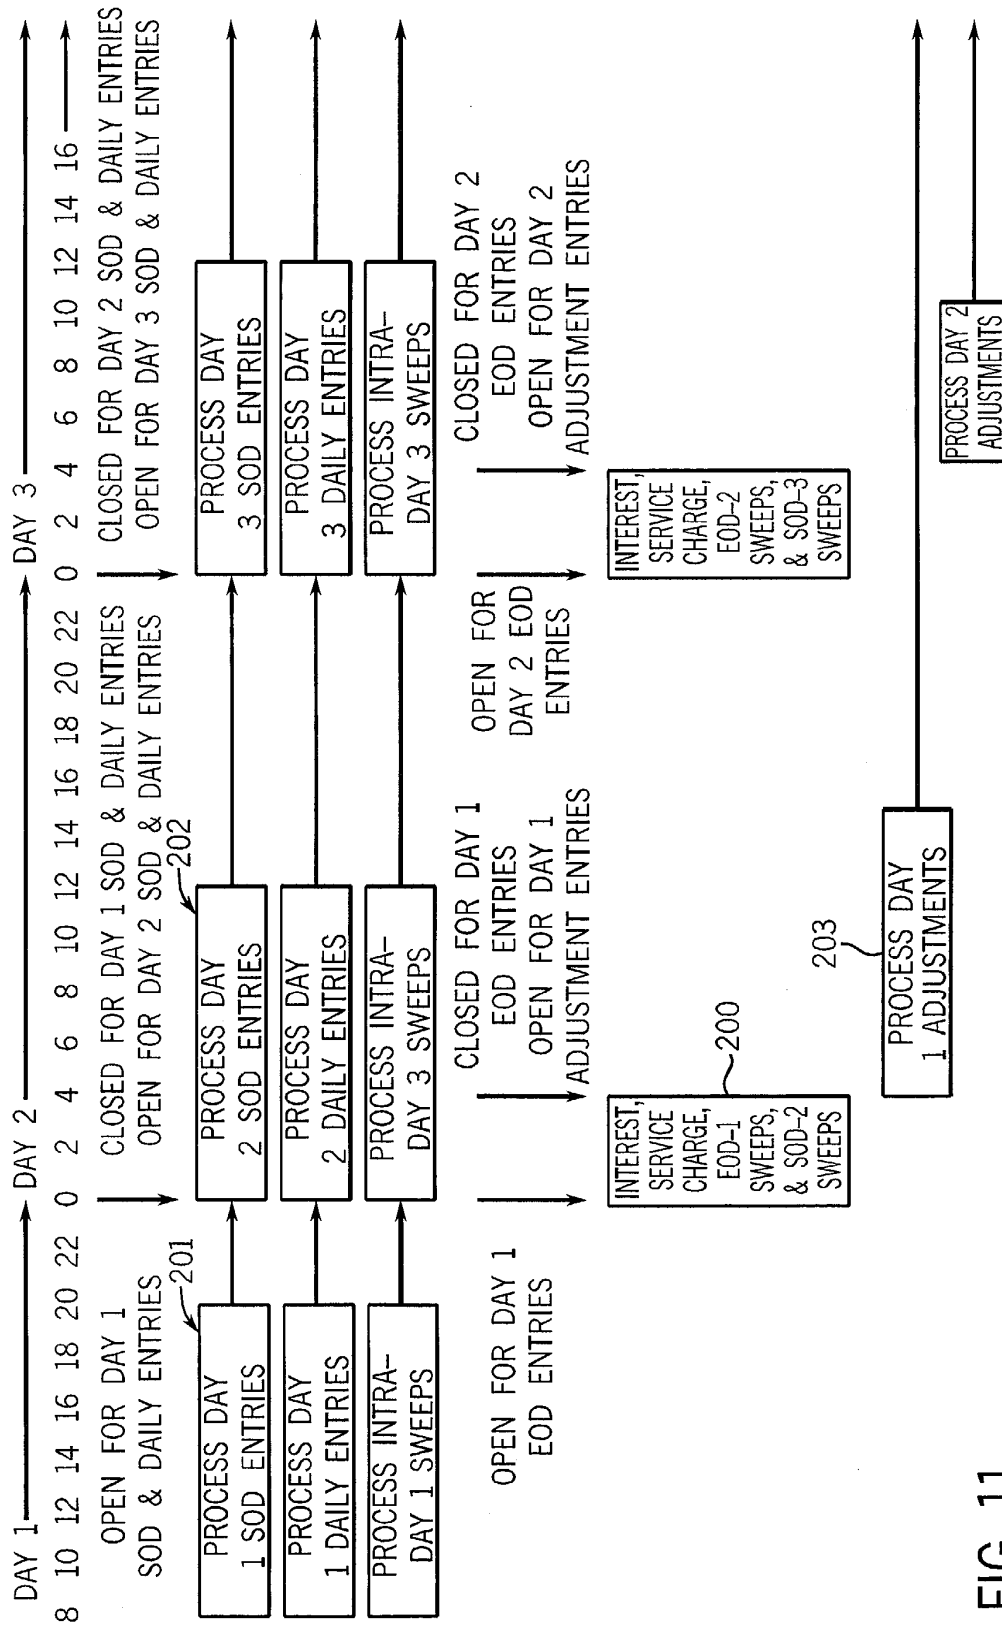 DAY 1
DAY 2
DAY 3
8 10 12 14 16 18 20 22 0 2 4 6 8 10 12 14 16 18 20 22 0 2 4 6 8 10 12 14 16
OPEN FOR DAY 1
SOD & DAILY ENTRIES
CLOSED FOR DAY 1 SOD & DAILY ENTRIES
OPEN FOR DAY 2 SOD & DAILY ENTRIES
CLOSED FOR DAY 2 SOD & DAILY ENTRIES
OPEN FOR DAY 3 SOD & DAILY ENTRIES
201
202
PROCESS DAY
1 SOD ENTRIES
PROCESS DAY
2 SOD ENTRIES
PROCESS DAY
3 SOD ENTRIES
PROCESS DAY
1 DAILY ENTRIES
PROCESS DAY
2 DAILY ENTRIES
PROCESS DAY
3 DAILY ENTRIES
PROCESS INTRA-
DAY 1 SWEEPS
PROCESS INTRA-
DAY 3 SWEEPS
PROCESS INTRA-
DAY 3 SWEEPS
OPEN FOR DAY 1
EOD ENTRIES
CLOSED FOR DAY 1
EOD ENTRIES
OPEN FOR DAY 1
ADJUSTMENT ENTRIES
OPEN FOR
DAY 2 EOD
ENTRIES
CLOSED FOR DAY 2
EOD ENTRIES
OPEN FOR DAY 2
ADJUSTMENT ENTRIES
INTEREST,
SERVICE
CHARGE,
EOD-1
SWEEPS,
& SOD-2
SWEEPS
200
INTEREST,
SERVICE
CHARGE,
EOD-2
SWEEPS,
& SOD-3
SWEEPS
203
PROCESS DAY
1 ADJUSTMENTS
PROCESS DAY 2
ADJUSTMENTS
FIG. 11